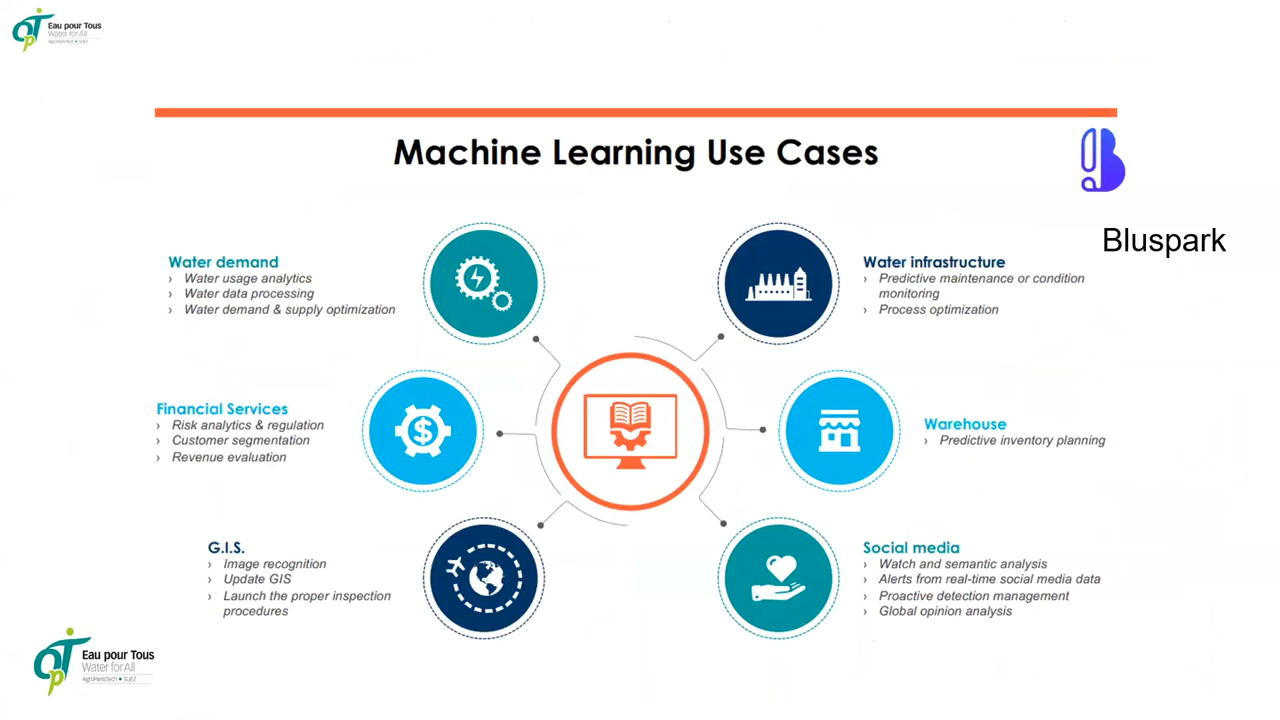 Eau pour Tous
Water for All
AgroParisTech • SUEZ
Machine Learning Use Cases
Bluspark
Water demand
› Water usage analytics
› Water data processing
› Water demand & supply optimization
Water infrastructure
› Predictive maintenance or condition
monitoring
› Process optimization
Financial Services
› Risk analytics & regulation
› Customer segmentation
› Revenue evaluation
$
Warehouse
› Predictive inventory planning
G.I.S.
› Image recognition
› Update GIS
› Launch the proper inspection
procedures
Social media
› Watch and semantic analysis
› Alerts from real-time social media data
› Proactive detection management
› Global opinion analysis
Eau pour Tous
Water for All
AgroParisTech • SUEZ